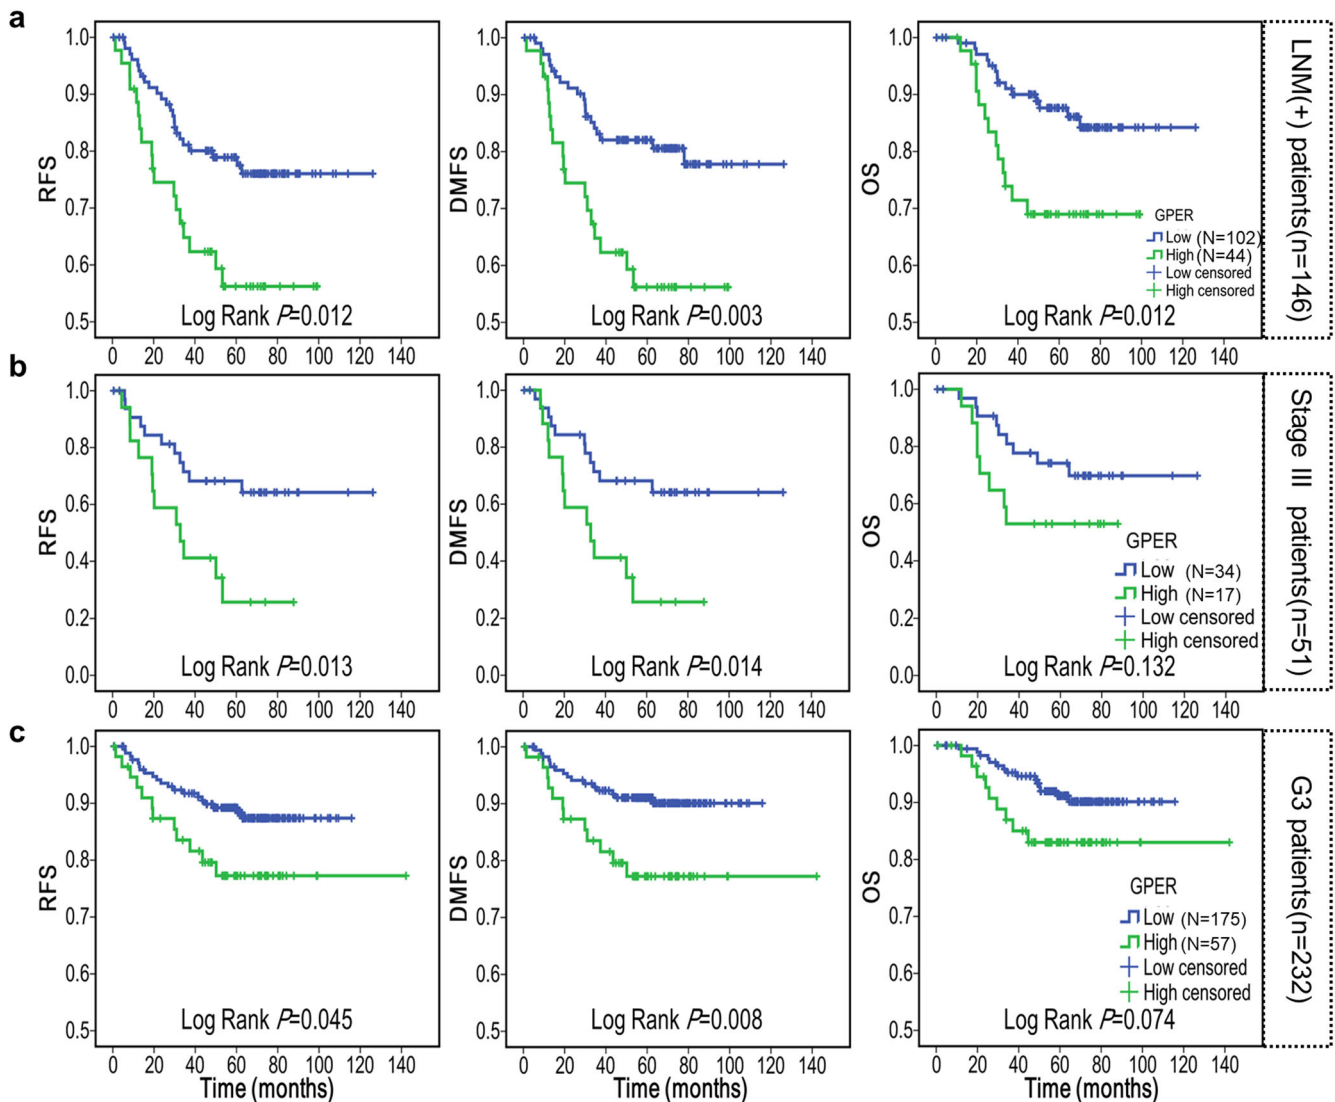 a
1.0
0.9
0.8
0.7
0.6
0.5
RFS
Log Rank P=0.012
0 20 40 60 80 100 120 140
1.0
0.9
0.8
0.7
0.6
0.5
DMFS
Log Rank P=0.003
0 20 40 60 80 100 120 140
1.0
0.9
0.8
0.7
0.6
0.5
OS
GPER
Low (N=102)
High (N=44)
Low censored
High censored
Log Rank P=0.012
0 20 40 60 80 100 120 140
LNM(+) patients(n=146)
b
1.0
0.8
0.6
0.4
0.2
0.0
RFS
Log Rank P=0.013
0 20 40 60 80 100 120 140
1.0
0.8
0.6
0.4
0.2
0.0
DMFS
Log Rank P=0.014
0 20 40 60 80 100 120 140
1.0
0.8
0.6
0.4
0.2
0.0
OS
GPER
Low (N=34)
High (N=17)
Low censored
High censored
Log Rank P=0.132
0 20 40 60 80 100 120 140
Stage III patients(n=51)
c
1.0
0.9
0.8
0.7
0.6
0.5
RFS
Log Rank P=0.045
0 20 40 60 80 100 120 140
Time (months)
1.0
0.9
0.8
0.7
0.6
0.5
DMFS
Log Rank P=0.008
0 20 40 60 80 100 120 140
Time (months)
1.0
0.9
0.8
0.7
0.6
0.5
OS
GPER
Low (N=175)
High (N=57)
Low censored
High censored
Log Rank P=0.074
0 20 40 60 80 100 120 140
Time (months)
G3 patients(n=232)